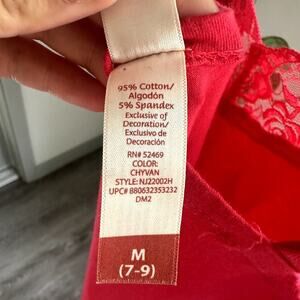 95% Cotton/
Algodón
5% Spandex
Exclusive of
Decoration/
Exclusivo de
Decoración
RN# 52469
COLOR:
CHYVAN
STYLE: NJ22002H
UPC# 880632353232
DM2
M
(7-9)